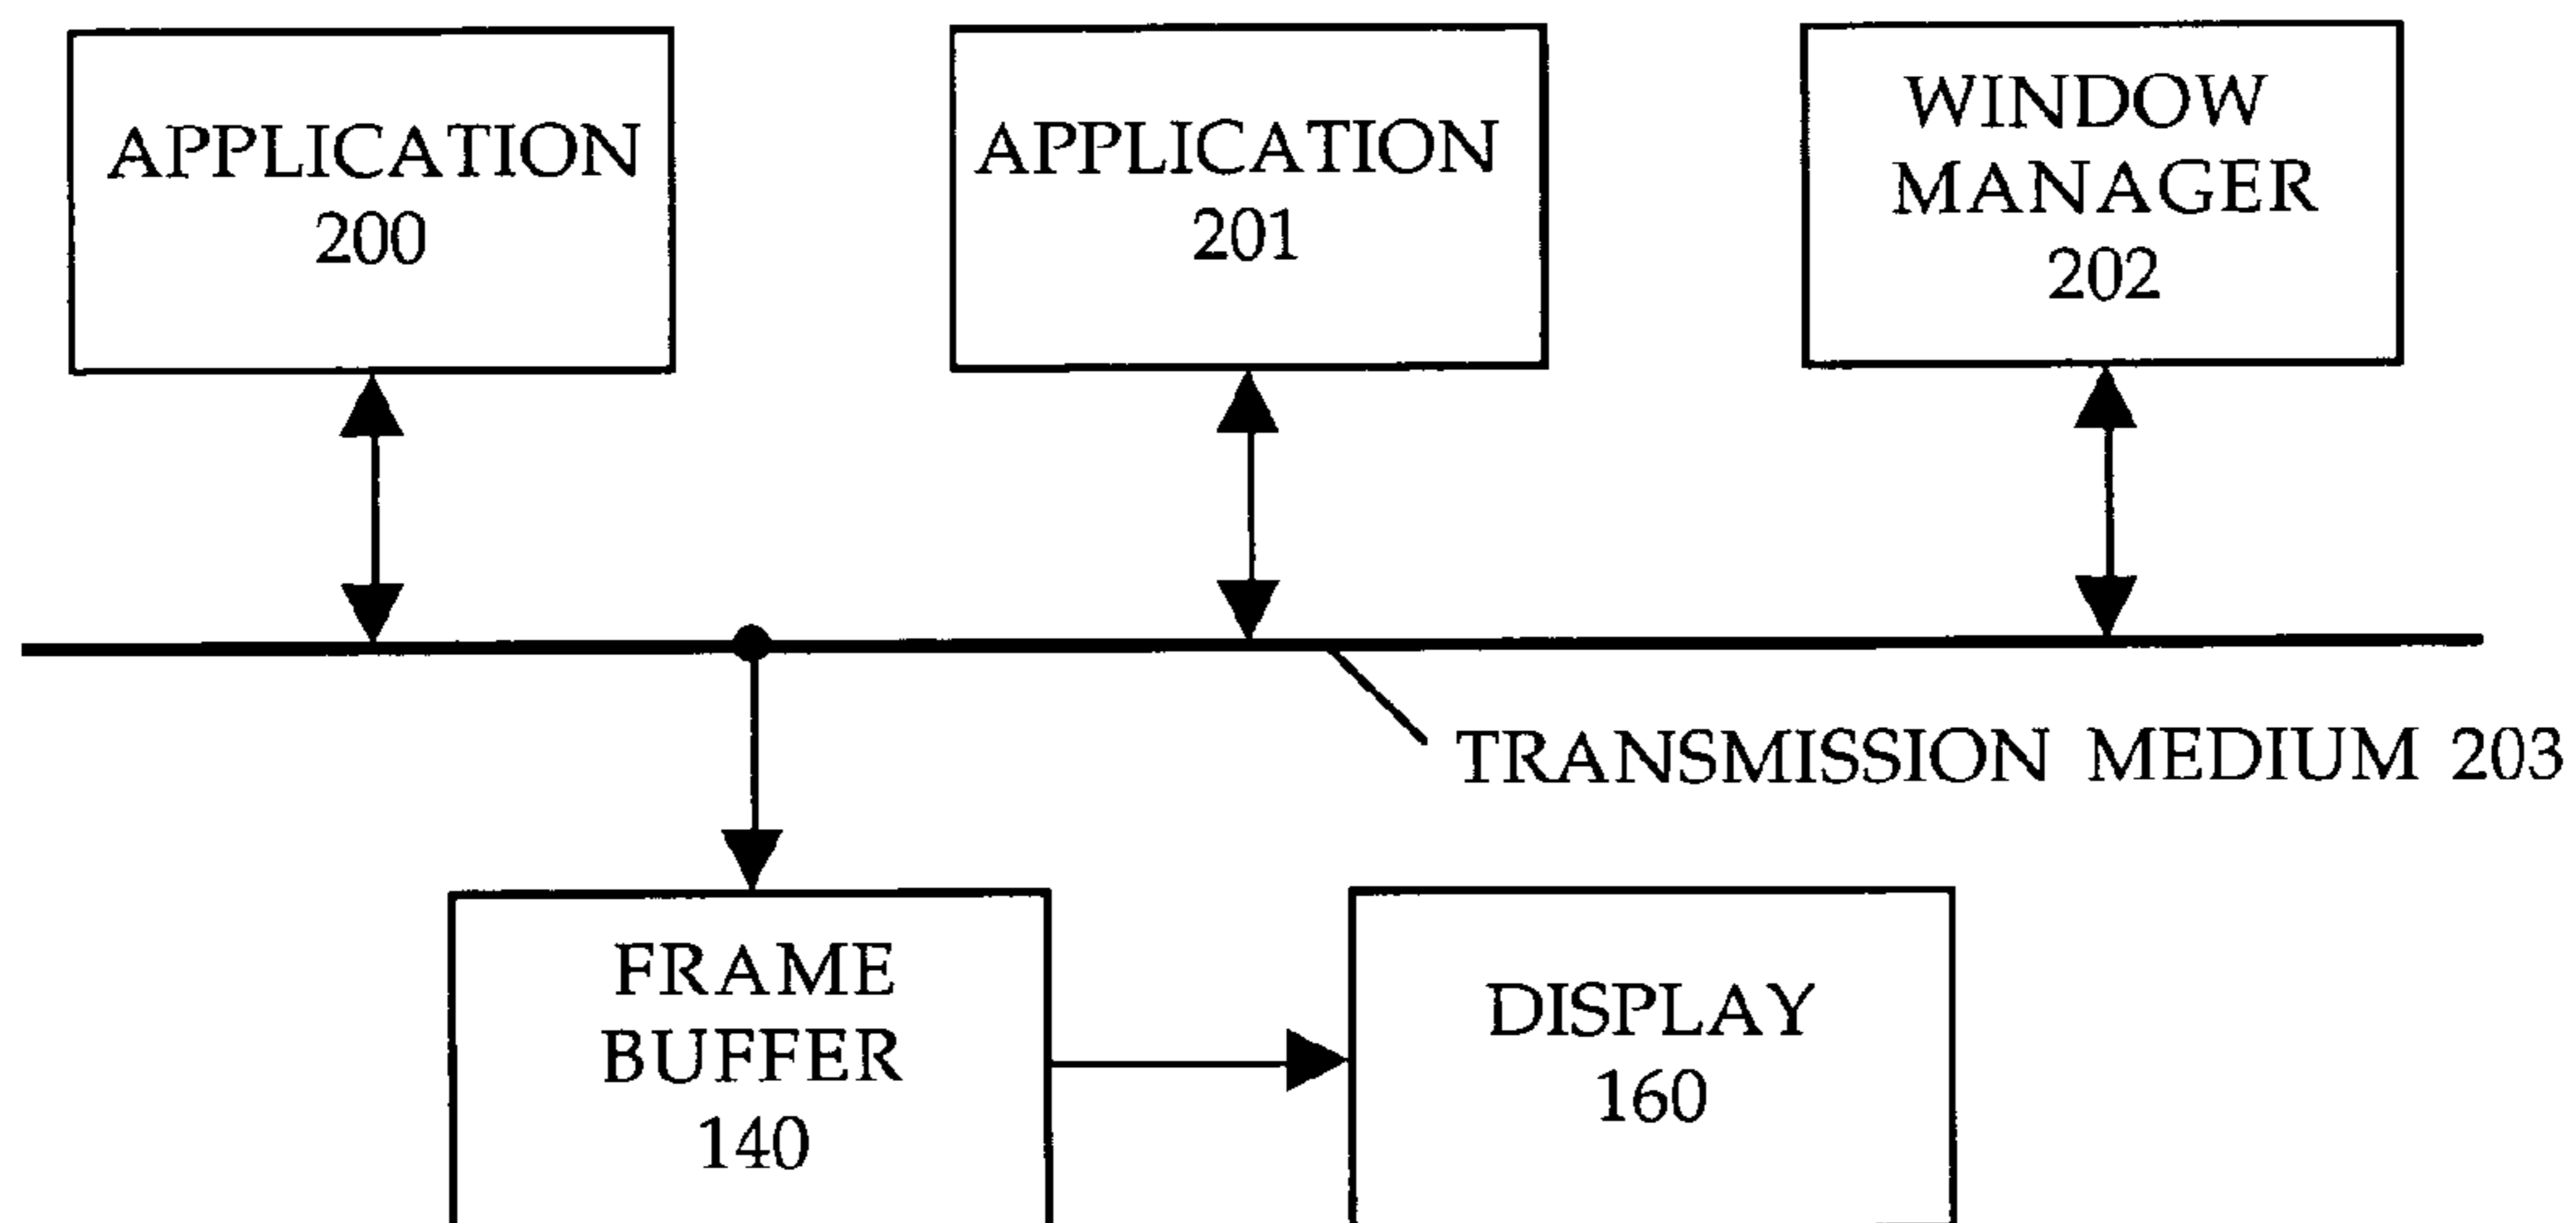 APPLICATION
200
APPLICATION
201
WINDOW
MANAGER
202
TRANSMISSION MEDIUM 203
FRAME
BUFFER
140
DISPLAY
160